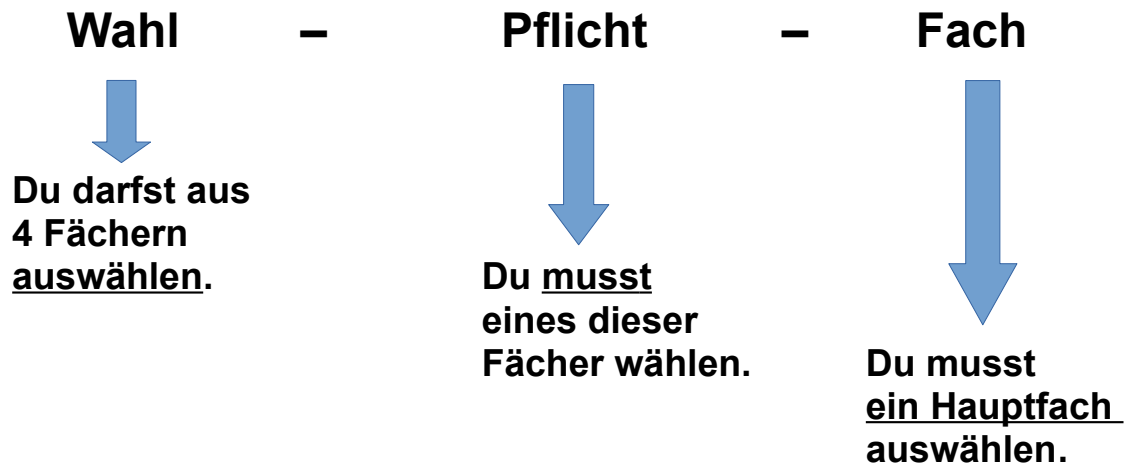 Wahl – Pflicht – Fach
Du darfst aus
4 Fächern
auswählen.
Du musst
eines dieser
Fächer wählen.
Du musst
ein Hauptfach
auswählen.